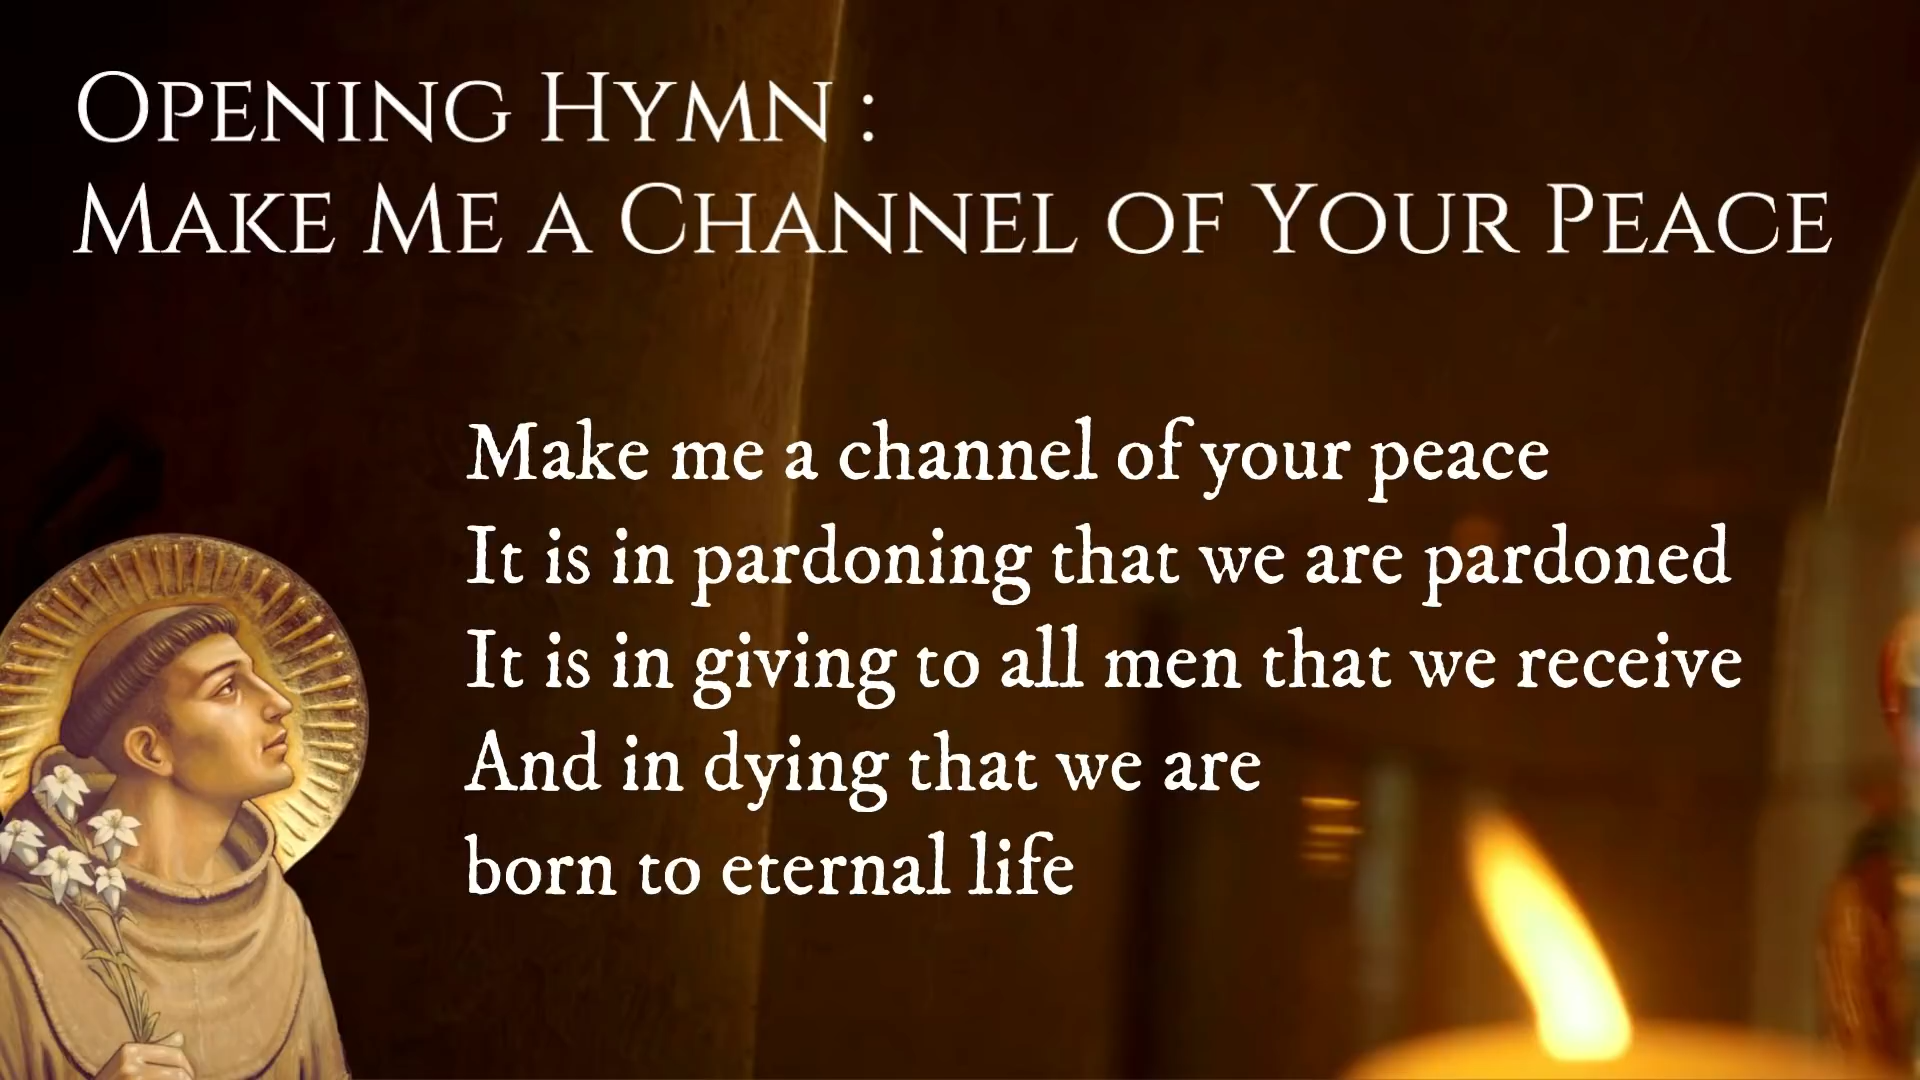 Opening Hymn :
Make Me a Channel of Your Peace
Make me a channel of your peace
It is in pardoning that we are pardoned
It is in giving to all men that we receive
And in dying that we are
born to eternal life